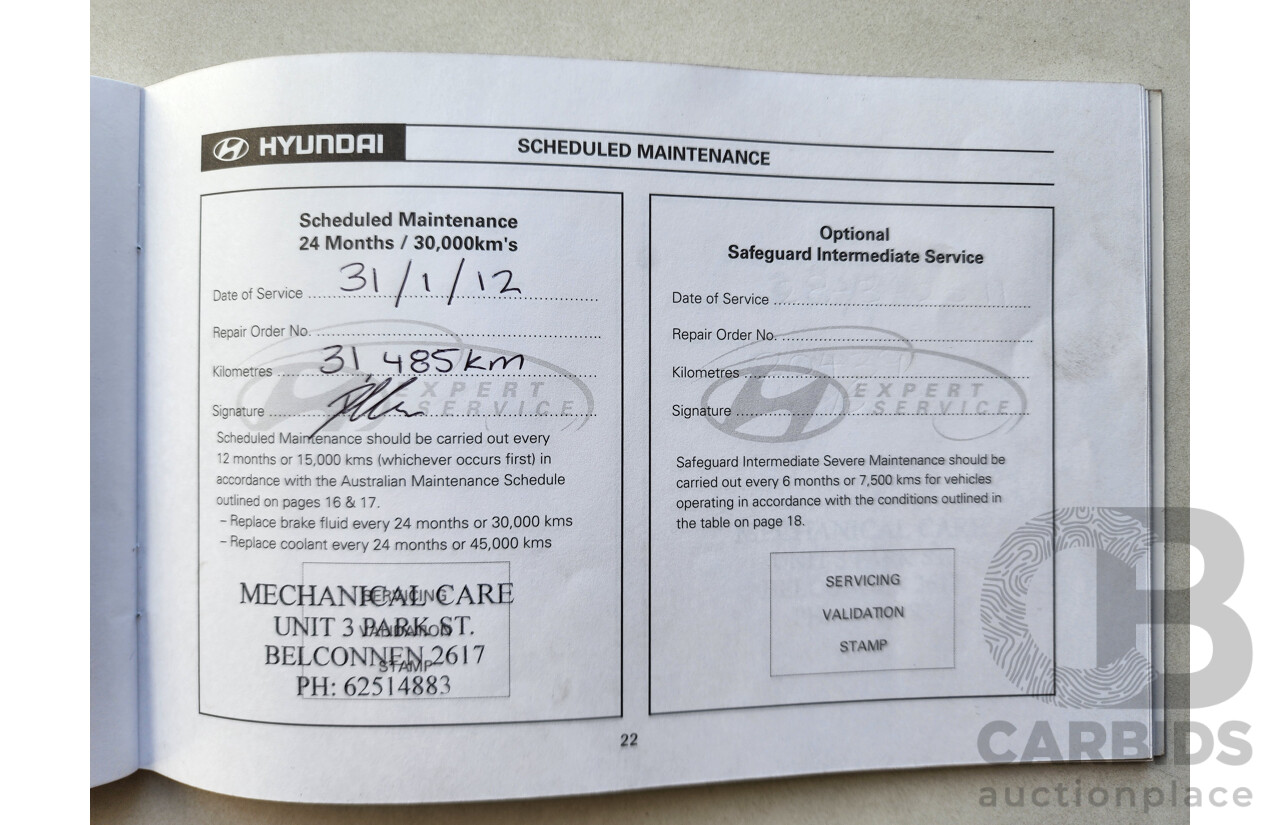 HYUNDAI
SCHEDULED MAINTENANCE
Scheduled Maintenance
24 Months / 30,000km's
Date of Service 31/1/12
Repair Order No.
Kilometres 31,485km
Signature
EXPERT
SERVICE
Scheduled Maintenance should be carried out every
12 months or 15,000 kms (whichever occurs first) in
accordance with the Australian Maintenance Schedule
outlined on pages 16 & 17.
– Replace brake fluid every 24 months or 30,000 kms
– Replace coolant every 24 months or 45,000 kms
SERVICING
VALIDATION
STAMP
MECHANICAL CARE
UNIT 3 PARK ST.
BELCONNEN 2617
PH: 62514883
Optional
Safeguard Intermediate Service
Date of Service
Repair Order No.
Kilometres
Signature
EXPERT
SERVICE
Safeguard Intermediate Severe Maintenance should be
carried out every 6 months or 7,500 kms for vehicles
operating in accordance with the conditions outlined in
the table on page 18.
SERVICING
VALIDATION
STAMP
22
CB
CARBIDS
auctionplace